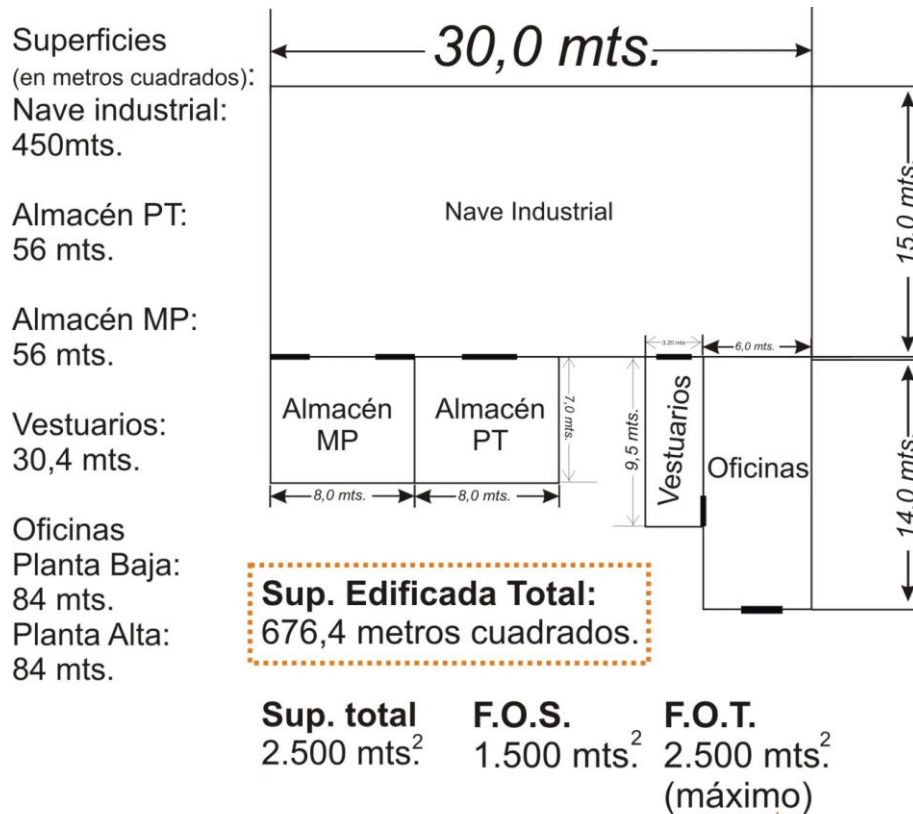 Superficies
(en metros cuadrados):
Nave industrial:
450mts.
Almacén PT:
56 mts.
Almacén MP:
56 mts.
Vestuarios:
30,4 mts.
Oficinas
Planta Baja:
84 mts.
Planta Alta:
84 mts.
30,0 mts.
Nave Industrial
15,0 mts.
3,20 mts
6,0 mts.
Almacén
MP
Almacén
PT
7,0 mts.
9,5 mts.
Vestuarios
Oficinas
14,0 mts.
8,0 mts.
8,0 mts.
Sup. Edificada Total:
676,4 metros cuadrados.
Sup. total
2.500 mts.²
F.O.S.
1.500 mts.²
F.O.T.
2.500 mts.²
(máximo)